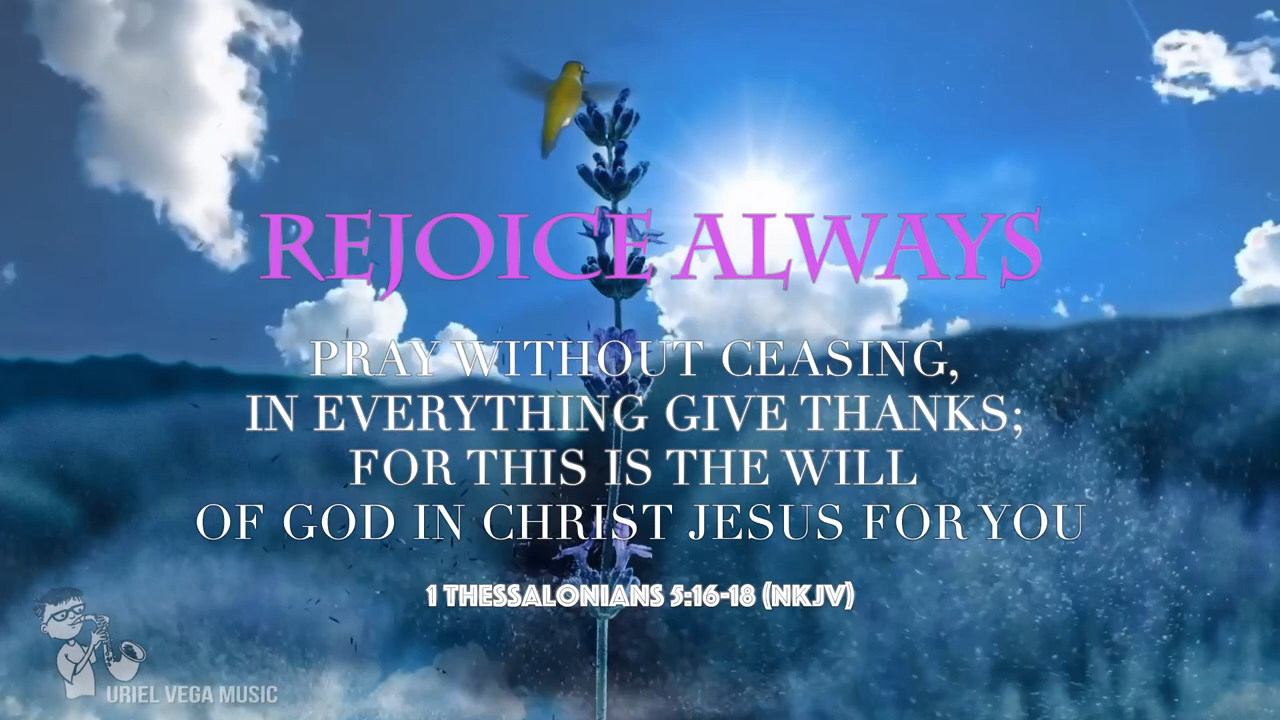 REJOICE ALWAYS
PRAY WITHOUT CEASING,
IN EVERYTHING GIVE THANKS;
FOR THIS IS THE WILL
OF GOD IN CHRIST JESUS FOR YOU
1 THESSALONIANS 5:16-18 (NKJV)
URIEL VEGA MUSIC